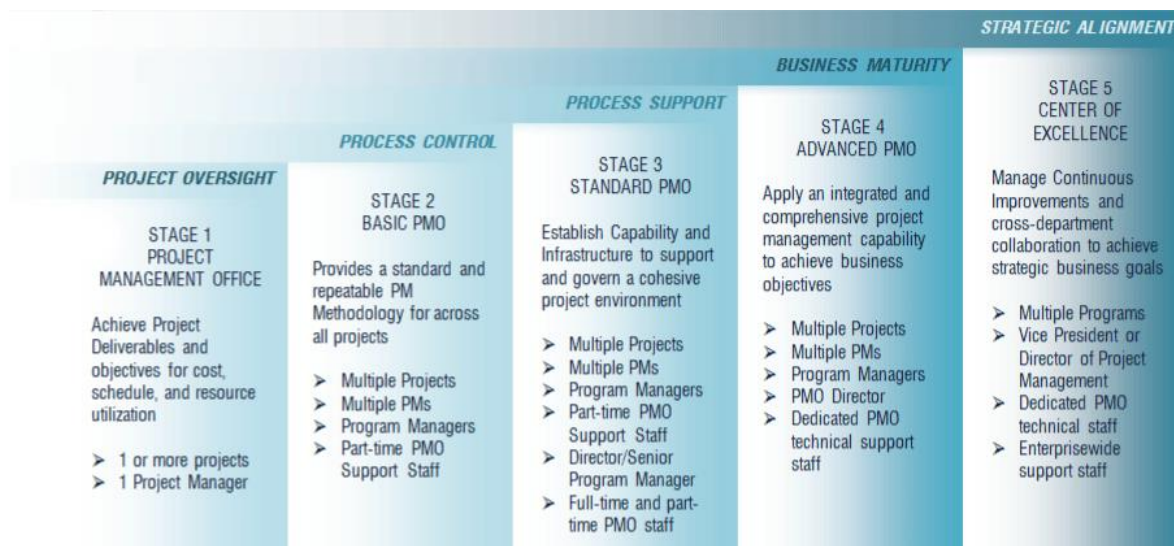 STRATEGIC ALIGNMENT
BUSINESS MATURITY
PROCESS SUPPORT
PROCESS CONTROL
PROJECT OVERSIGHT
STAGE 1
PROJECT
MANAGEMENT OFFICE
Achieve Project
Deliverables and
objectives for cost,
schedule, and resource
utilization
➤ 1 or more projects
➤ 1 Project Manager
STAGE 2
BASIC PMO
Provides a standard and
repeatable PM
Methodology for across
all projects
➤ Multiple Projects
➤ Multiple PMs
➤ Program Managers
➤ Part-time PMO
Support Staff
STAGE 3
STANDARD PMO
Establish Capability and
Infrastructure to support
and govern a cohesive
project environment
➤ Multiple Projects
➤ Multiple PMs
➤ Program Managers
➤ Part-time PMO
Support Staff
➤ Director/Senior
Program Manager
➤ Full-time and part-
time PMO staff
STAGE 4
ADVANCED PMO
Apply an integrated and
comprehensive project
management capability
to achieve business
objectives
➤ Multiple Projects
➤ Multiple PMs
➤ Program Managers
➤ PMO Director
➤ Dedicated PMO
technical support
staff
STAGE 5
CENTER OF
EXCELLENCE
Manage Continuous
Improvements and
cross-department
collaboration to achieve
strategic business goals
➤ Multiple Programs
➤ Vice President or
Director of Project
Management
➤ Dedicated PMO
technical staff
➤ Enterprisewide
support staff